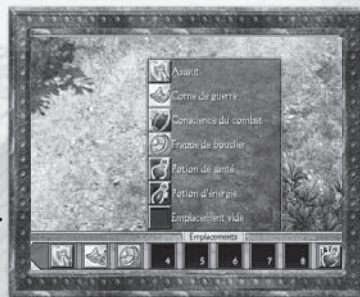 Assaut
Corne de guerre
Conscience du combat
Frappe de bouclier
Potion de santé
Potion d'énergie
Emplacement vide
Emplacements
4 5 6 7 8